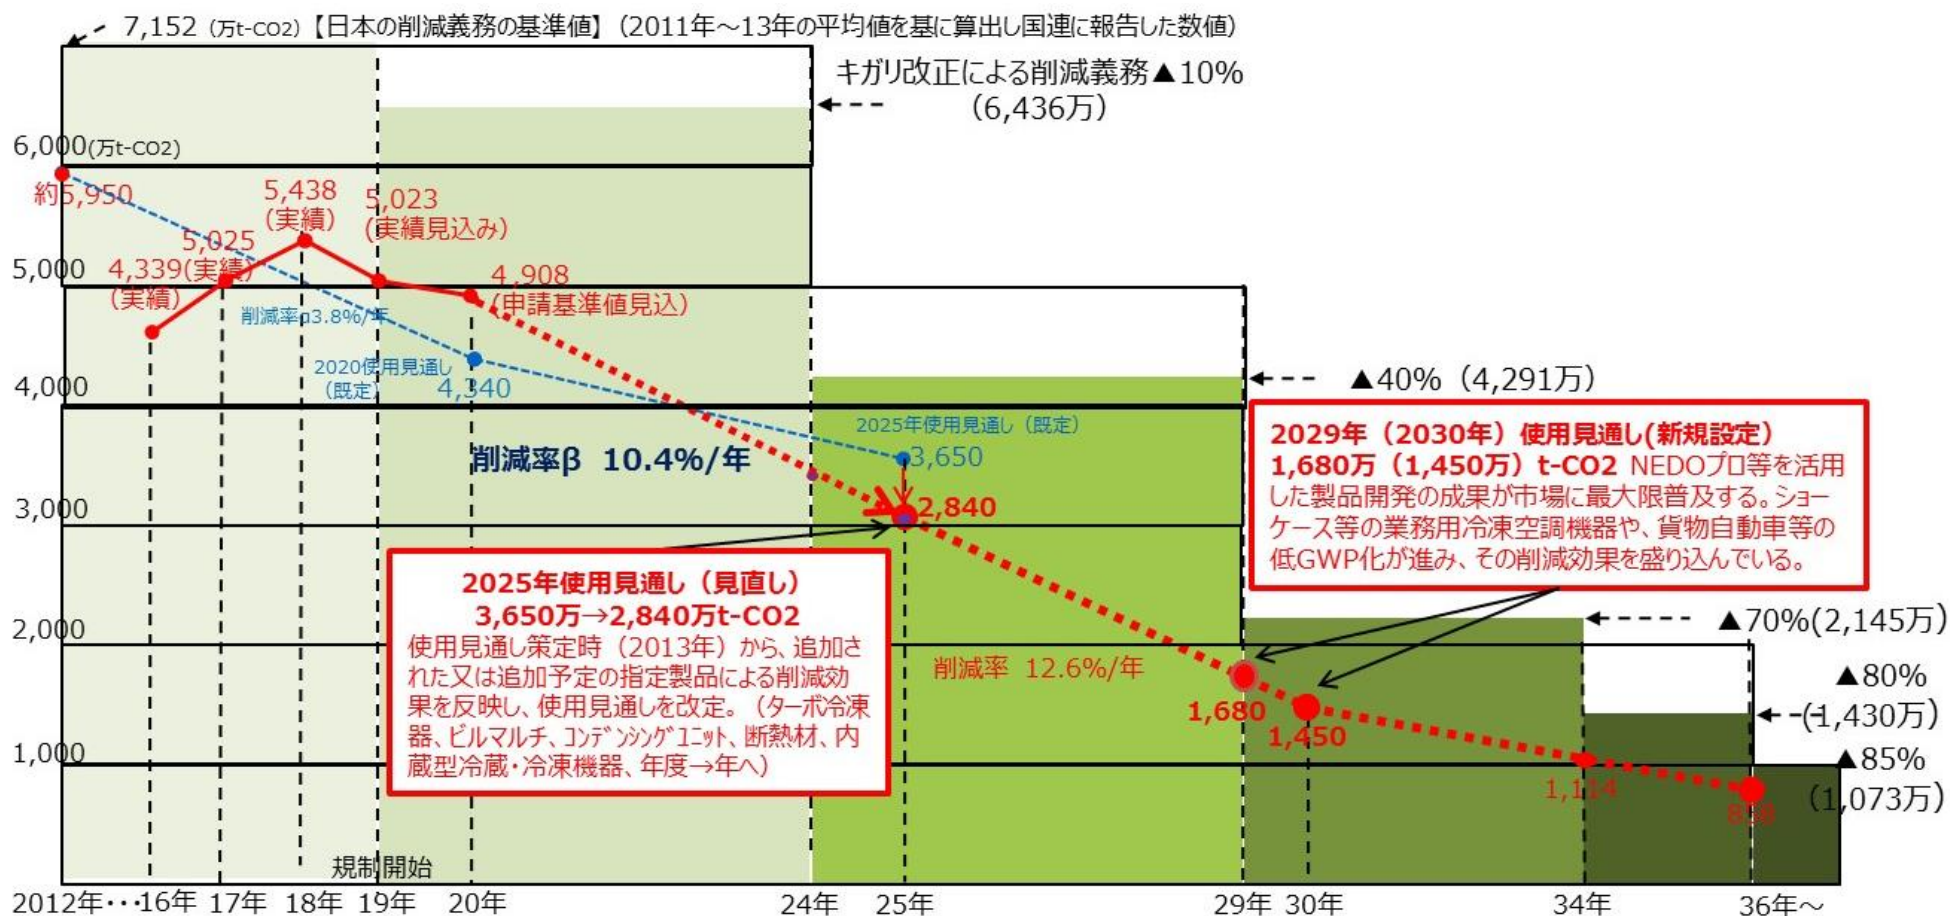 7,152（万t-CO2）【日本の削減義務の基準値】（2011年～13年の平均値を基に算出し国連に報告した数値）
キガリ改正による削減義務▲10%
（6,436万）
6,000(万t-CO2)
約5,950
5,438
（実績）
5,023
(実績見込み)
5,025
(実績)
5,000
4,339
(実績)
4,908
(申請基準値見込)
削減率α3.8%/年
2020使用見通し
（既定）
4,340
4,000
▲40%（4,291万）
2025年使用見通し（既定）
3,650
削減率β 10.4%/年
2029年（2030年）使用見通し(新規設定)
1,680万（1,450万）t-CO2 NEDOプロ等を活用
した製品開発の成果が市場に最大限普及する。ショー
ケース等の業務用冷凍空調機器や、貨物自動車等の
低GWP化が進み、その削減効果を盛り込んでいる。
3,000
2,840
2025年使用見通し（見直し）
3,650万→2,840万t-CO2
使用見通し策定時（2013年）から、追加さ
れた又は追加予定の指定製品による削減効
果を反映し、使用見通しを改定。（ターボ冷凍
器、ビルマルチ、コンデンシングユニット、断熱材、内
蔵型冷蔵・冷凍機器、年度→年へ）
2,000
▲70%(2,145万)
削減率 12.6%/年
▲80%
(1,430万)
1,680
1,450
1,000
▲85%
(1,073万)
1,114
規制開始
2012年・・・16年 17年 18年 19年 20年 24年 25年 29年 30年 34年 36年～